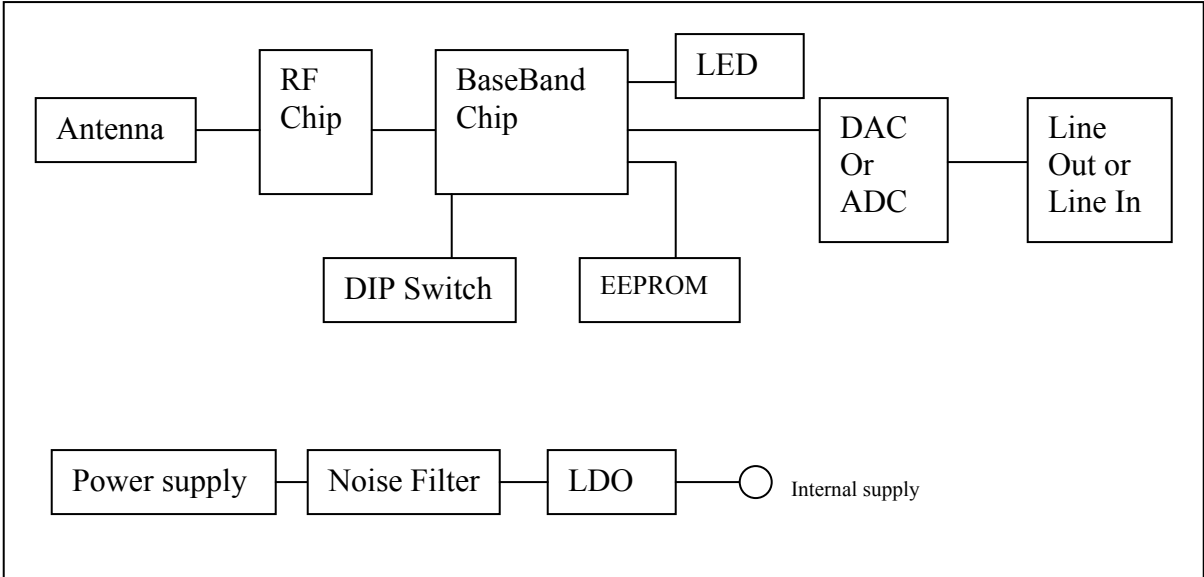 Antenna
RF
Chip
BaseBand
Chip
LED
DAC
Or
ADC
Line
Out or
Line In
DIP Switch
EEPROM
Power supply
Noise Filter
LDO
Internal supply